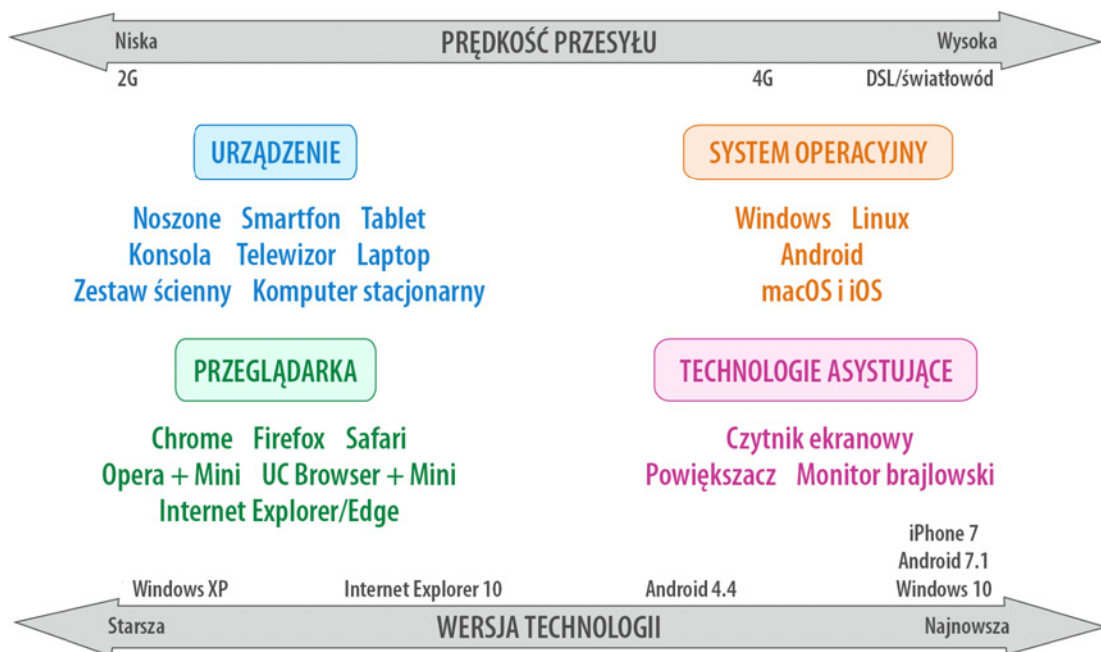 Niska PRĘDKOŚĆ PRZESYŁU Wysoka
2G 4G DSL/światłowód
URZĄDZENIE
Noszone Smartfon Tablet
Konsola Telewizor Laptop
Zestaw ścienny Komputer stacjonarny
SYSTEM OPERACYJNY
Windows Linux
Android
macOS i iOS
PRZEGLĄDARKA
Chrome Firefox Safari
Opera + Mini UC Browser + Mini
Internet Explorer/Edge
TECHNOLOGIE ASYSTUJĄCE
Czytnik ekranowy
Powiększacz Monitor brajlowski
iPhone 7
Android 7.1
Windows XP Internet Explorer 10 Android 4.4 Windows 10
Starsza WERSJA TECHNOLOGII Najnowsza